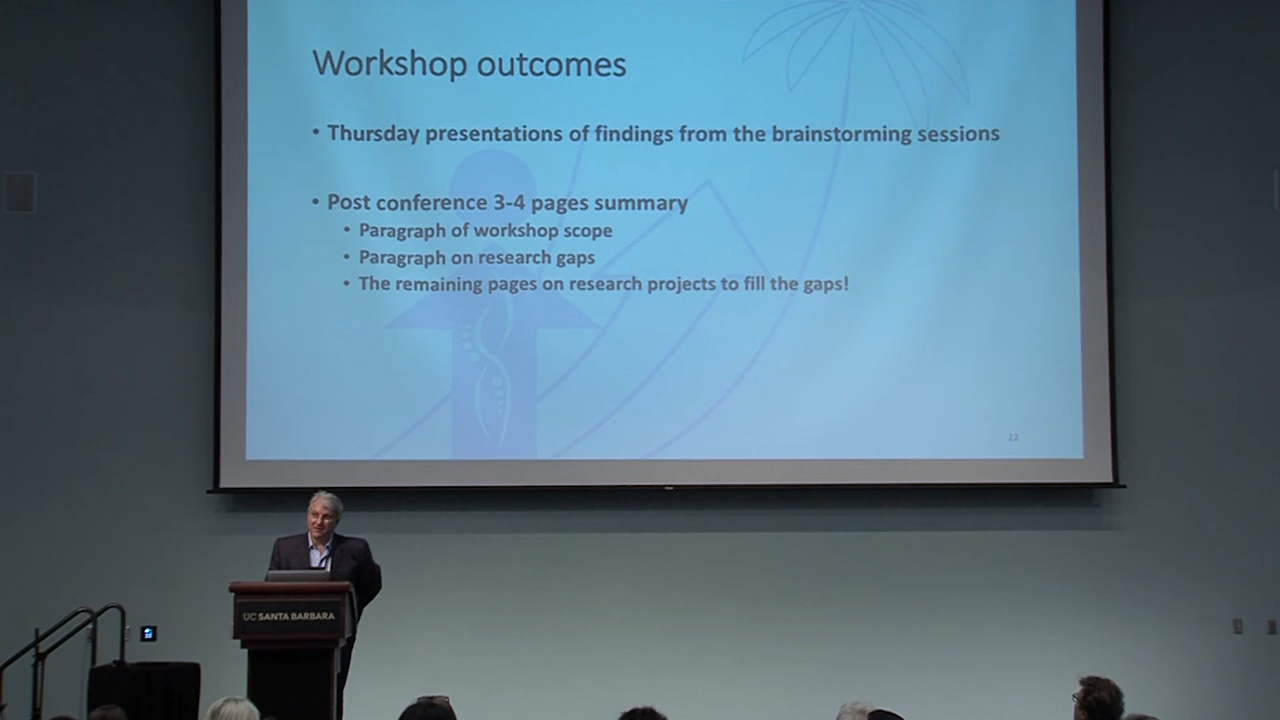 Workshop outcomes
• Thursday presentations of findings from the brainstorming sessions
• Post conference 3-4 pages summary
• Paragraph of workshop scope
• Paragraph on research gaps
• The remaining pages on research projects to fill the gaps!
22
UC SANTA BARBARA